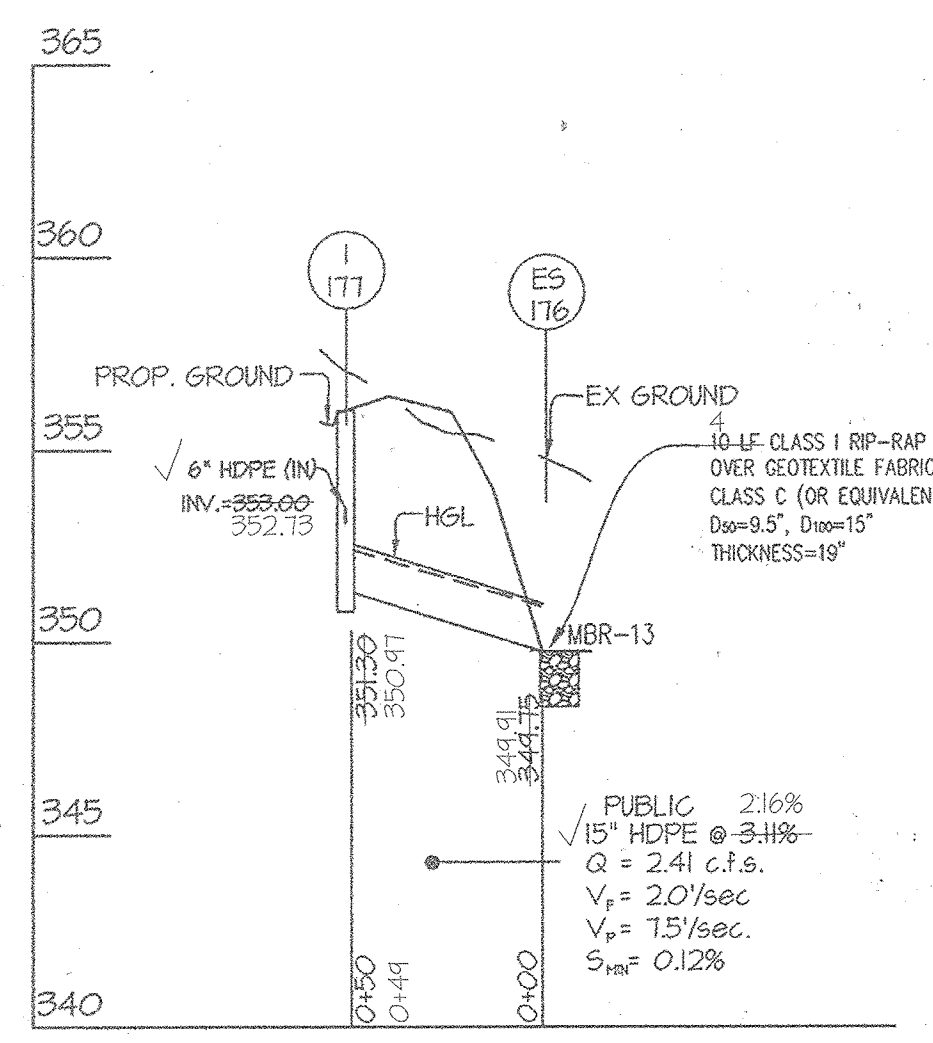 365
360
355
350
345
340
I
177
ES
176
PROP. GROUND
EX GROUND
4
10 LF CLASS I RIP-RAP
OVER GEOTEXTILE FABRIC
CLASS C (OR EQUIVALEN
D50=9.5", D100=15"
THICKNESS=19"
6" HDPE (IN)
INV.=353.00
352.73
HGL
MBR-13
351.30
350.97
349.91
349.75
PUBLIC 2.16%
15" HDPE @ 3.11%
Q = 2.41 c.f.s.
VF= 2.0'/sec
VP= 7.5'/sec.
SMIN= 0.12%
0+50
0+49
0+00